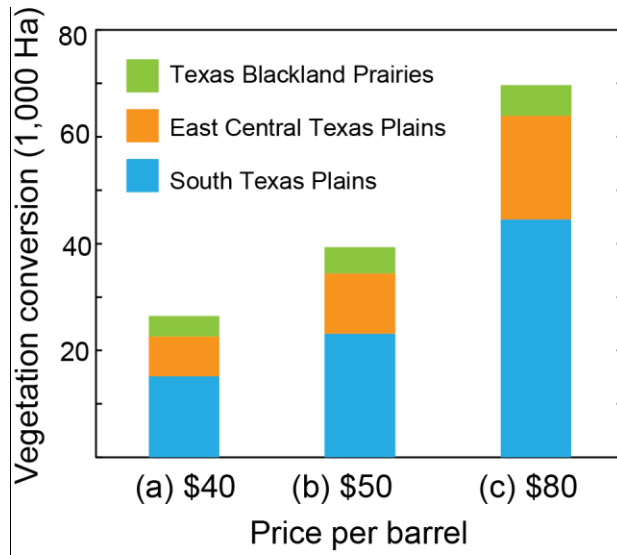 80
60
40
20
Vegetation conversion (1,000 Ha)
Texas Blackland Prairies
East Central Texas Plains
South Texas Plains
(a) $40
(b) $50
(c) $80
Price per barrel